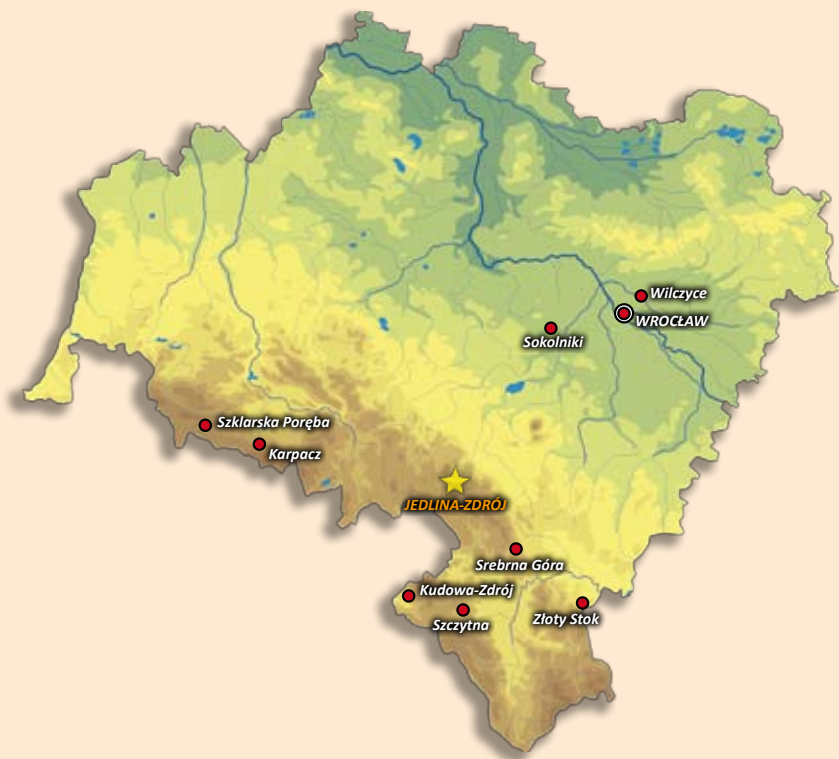 Wilczyce
WROCŁAW
Sokolniki
Szklarska Poręba
Karpacz
JEDLINA-ZDRÓJ
Srebrna Góra
Kudowa-Zdrój
Szczytna
Złoty Stok